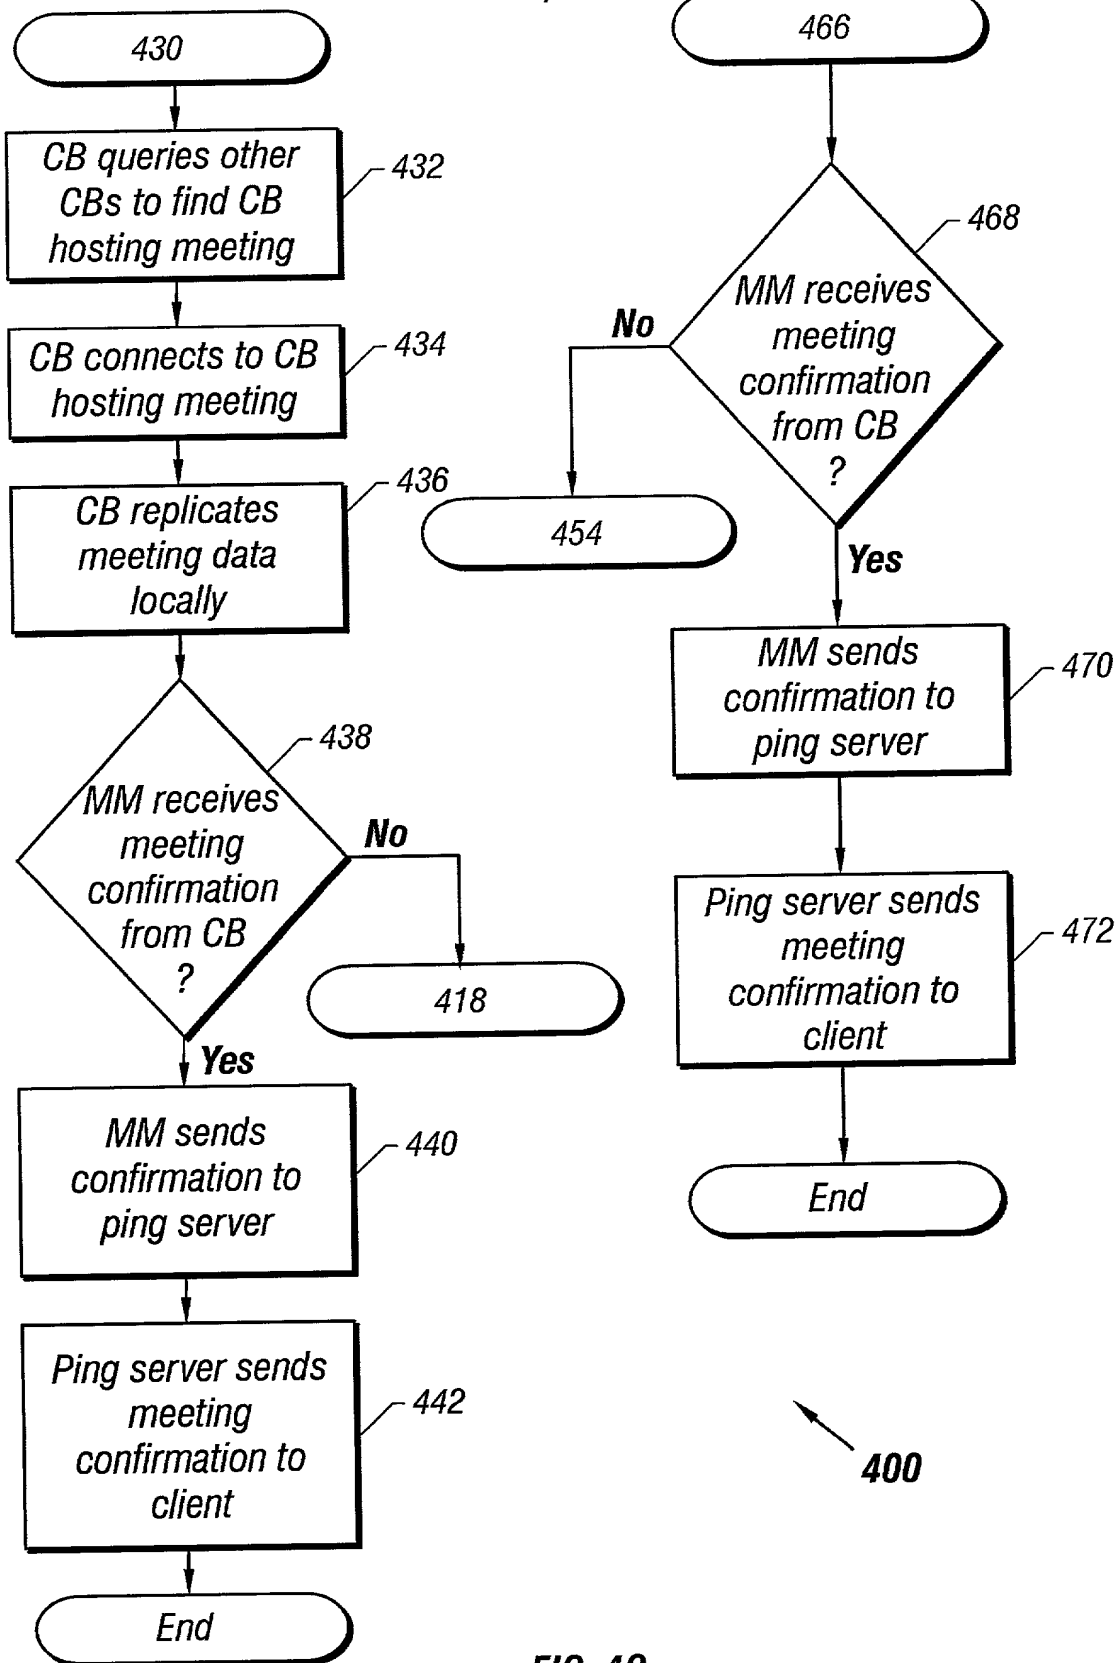 430
CB queries other
CBs to find CB
hosting meeting
432
CB connects to CB
hosting meeting
434
CB replicates
meeting data
locally
436
MM receives
meeting
confirmation
from CB
?
438
No
418
Yes
MM sends
confirmation to
ping server
440
Ping server sends
meeting
confirmation to
client
442
End
466
MM receives
meeting
confirmation
from CB
?
468
No
454
Yes
MM sends
confirmation to
ping server
470
Ping server sends
meeting
confirmation to
client
472
End
400